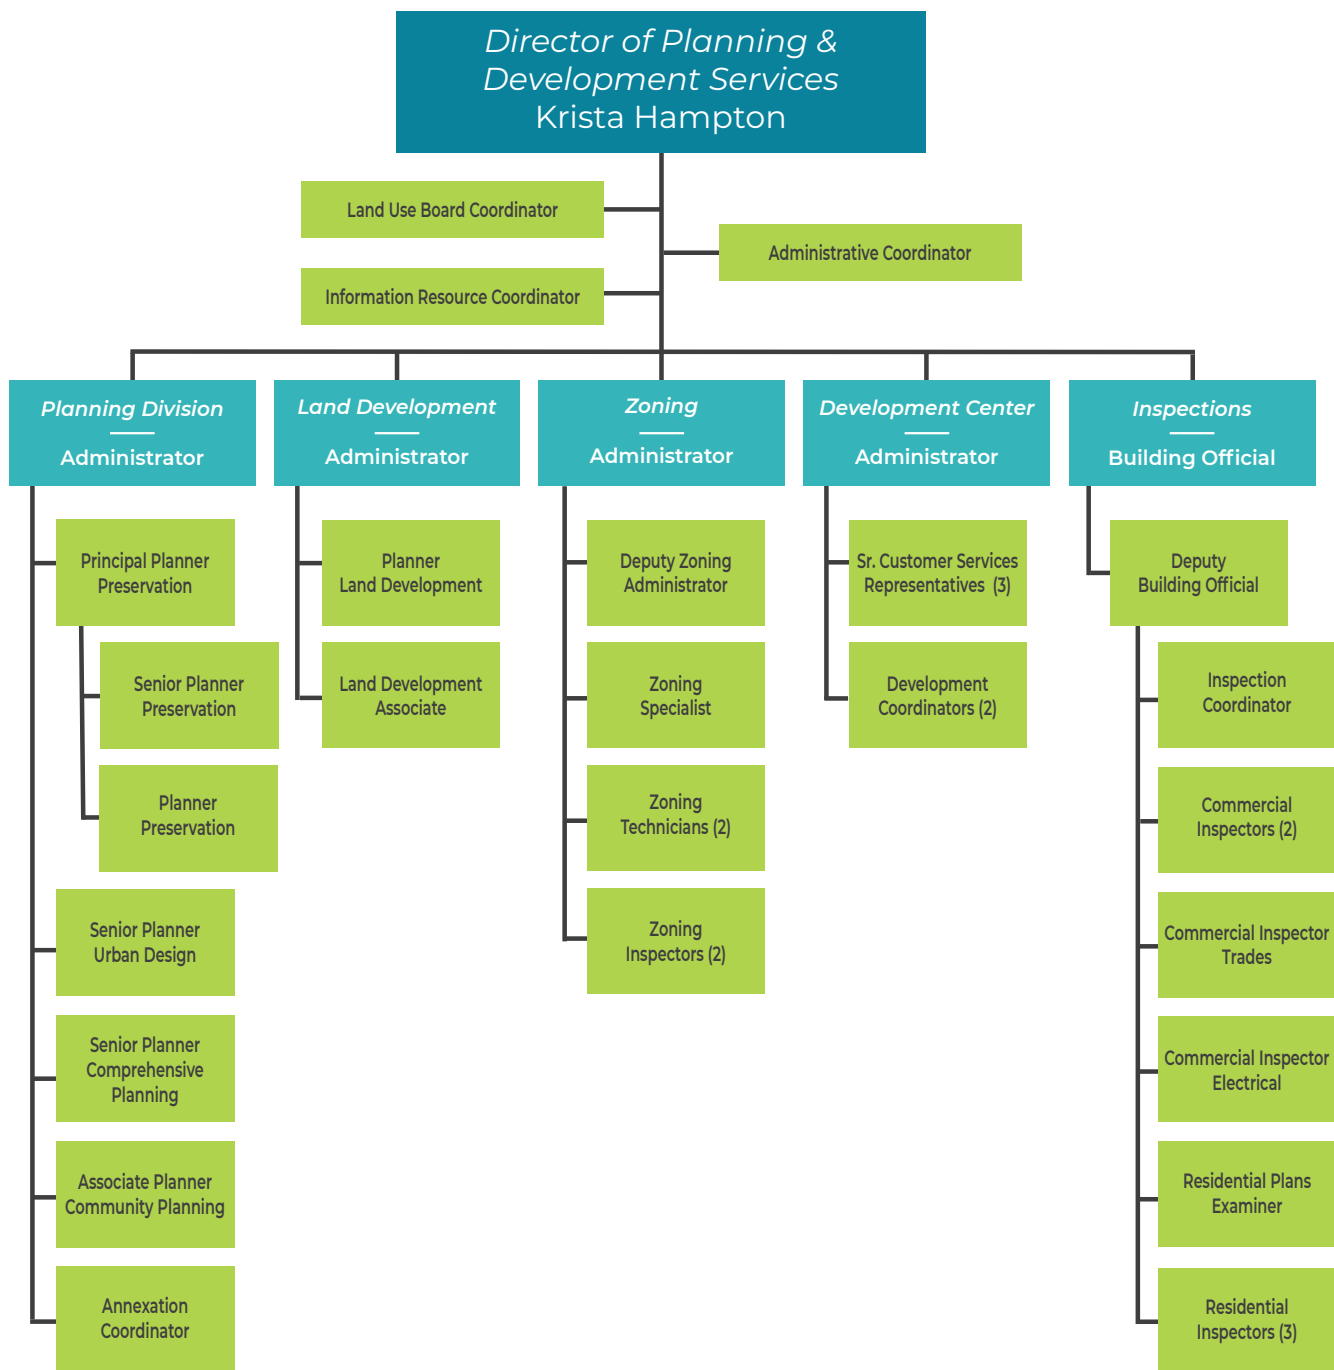 Director of Planning &
Development Services
Krista Hampton
Land Use Board Coordinator
Administrative Coordinator
Information Resource Coordinator
Planning Division
Administrator
Land Development
Administrator
Zoning
Administrator
Development Center
Administrator
Inspections
Building Official
Principal Planner
Preservation
Senior Planner
Preservation
Planner
Preservation
Senior Planner
Urban Design
Senior Planner
Comprehensive
Planning
Associate Planner
Community Planning
Annexation
Coordinator
Planner
Land Development
Land Development
Associate
Deputy Zoning
Administrator
Zoning
Specialist
Zoning
Technicians (2)
Zoning
Inspectors (2)
Sr. Customer Services
Representatives (3)
Development
Coordinators (2)
Deputy
Building Official
Inspection
Coordinator
Commercial
Inspectors (2)
Commercial Inspector
Trades
Commercial Inspector
Electrical
Residential Plans
Examiner
Residential
Inspectors (3)